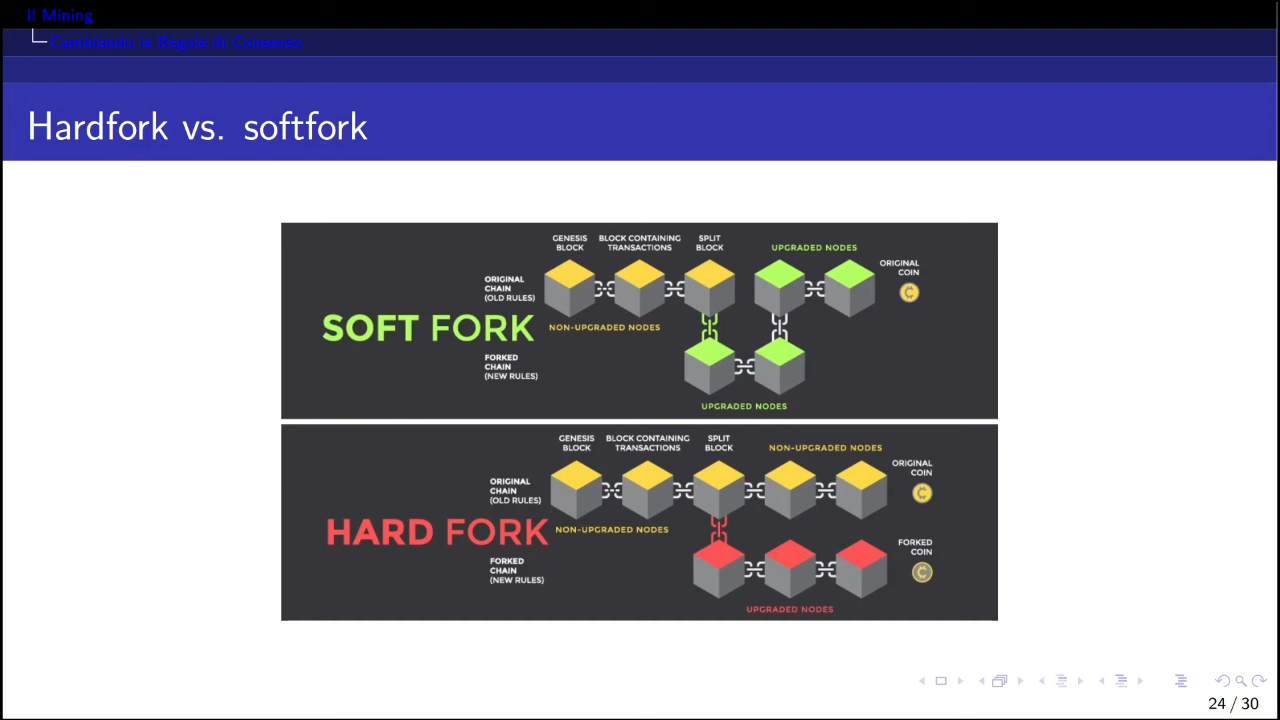 Il Mining
Cambiando le Regole di Consenso
Hardfork vs. softfork
GENESIS
BLOCK
BLOCK CONTAINING
TRANSACTIONS
SPLIT
BLOCK
UPGRADED NODES
ORIGINAL
COIN
ORIGINAL
CHAIN
(OLD RULES)
SOFT FORK
NON-UPGRADED NODES
FORKED
CHAIN
(NEW RULES)
UPGRADED NODES
GENESIS
BLOCK
BLOCK CONTAINING
TRANSACTIONS
SPLIT
BLOCK
NON-UPGRADED NODES
ORIGINAL
COIN
ORIGINAL
CHAIN
(OLD RULES)
HARD FORK
NON-UPGRADED NODES
FORKED
COIN
FORKED
CHAIN
(NEW RULES)
UPGRADED NODES
24 / 30